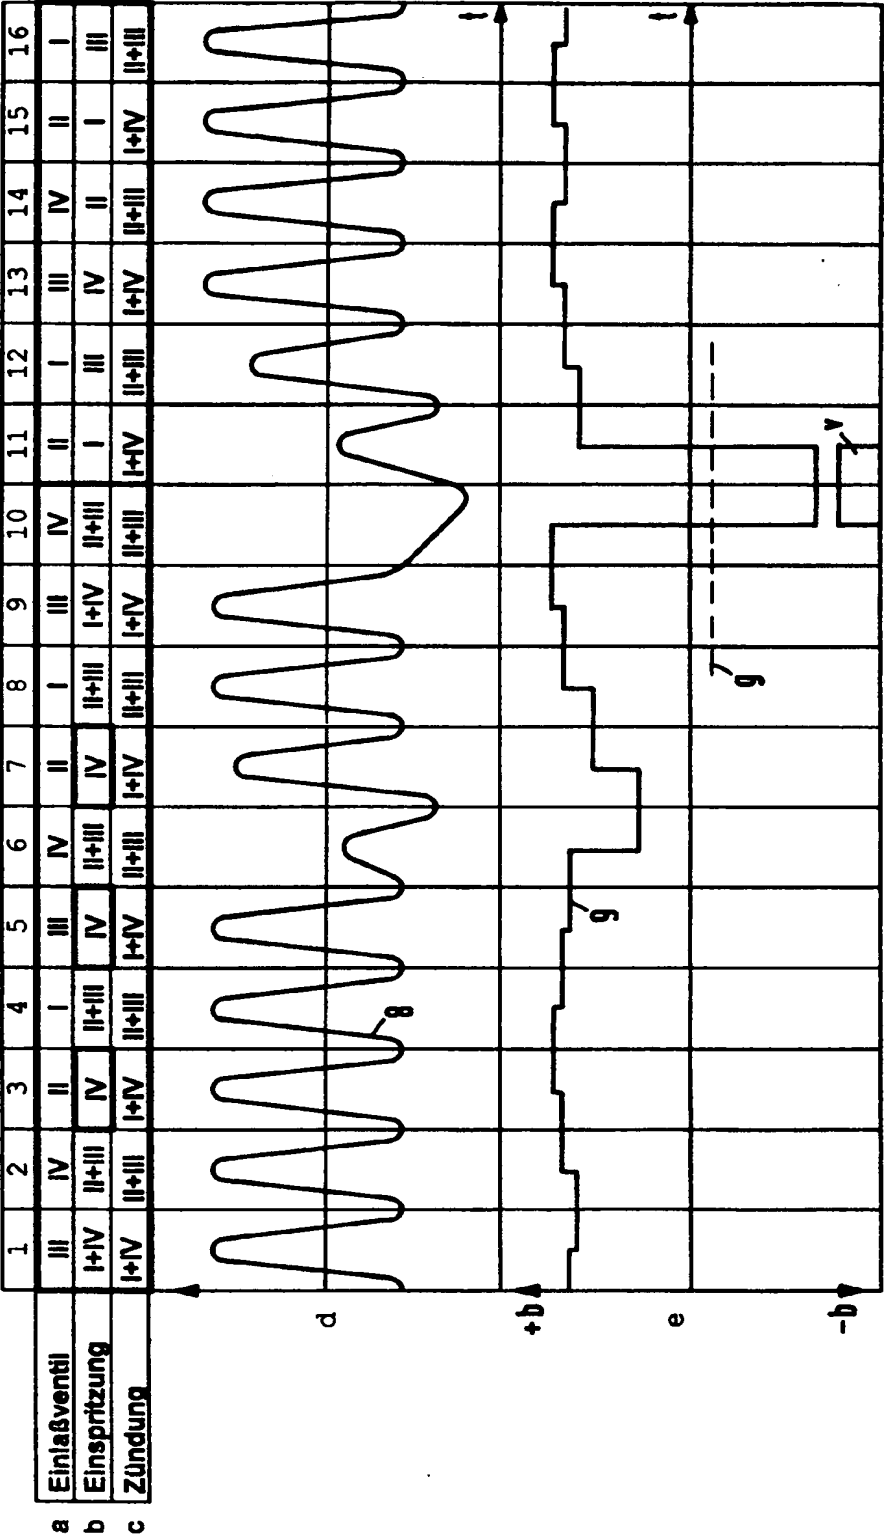 1 2 3 4 5 6 7 8 9 10 11 12 13 14 15 16
a Einlaßventil III IV II I III IV II I III IV II I III IV II I
b Einspritzung I+IV II+III IV II+III IV II+III IV II+III I+IV II+III I III IV II I III
c Zündung I+IV II+III I+IV II+III I+IV II+III I+IV II+III I+IV II+III I+IV II+III I+IV II+III I+IV II+III
d
8
t
+b
g
e
t
g
v
-b